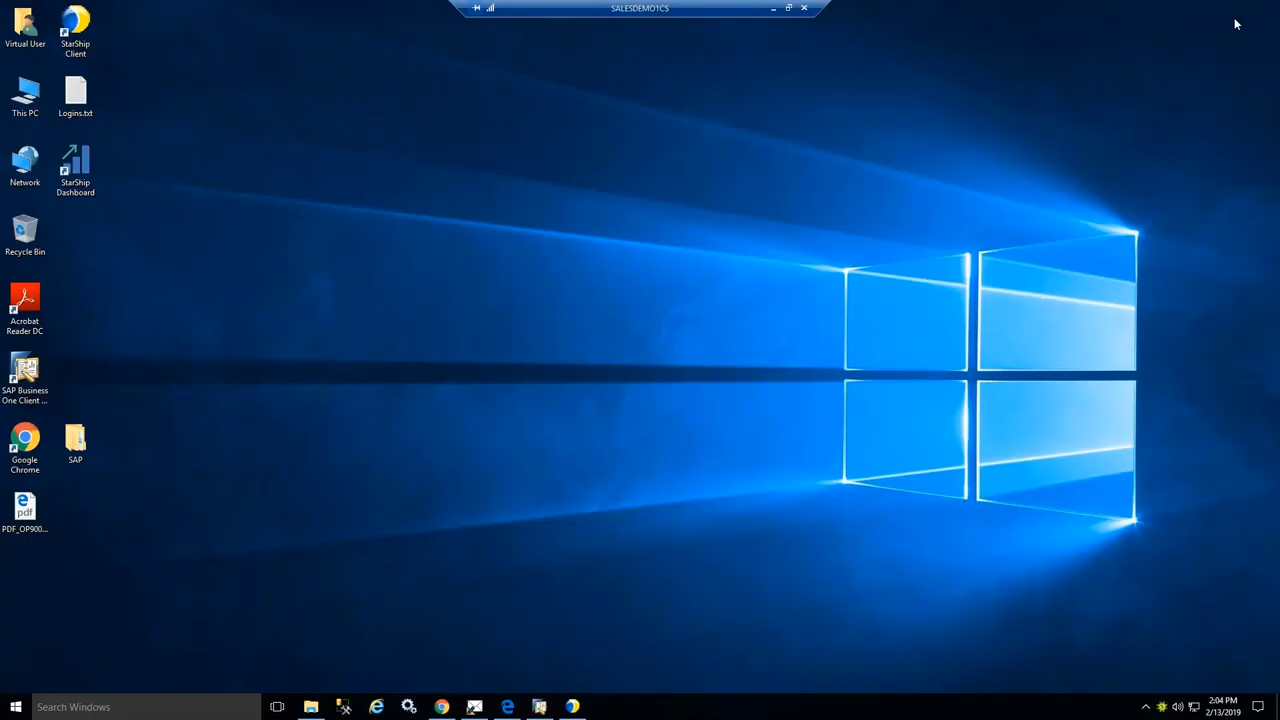 SALESDEMO1CS
Virtual User
StarShip
Client
This PC
Logins.txt
Network
StarShip
Dashboard
Recycle Bin
Acrobat
Reader DC
SAP Business
One Client ...
Google
Chrome
SAP
pdf
PDF_OP900...
Search Windows
2:04 PM
2/13/2019